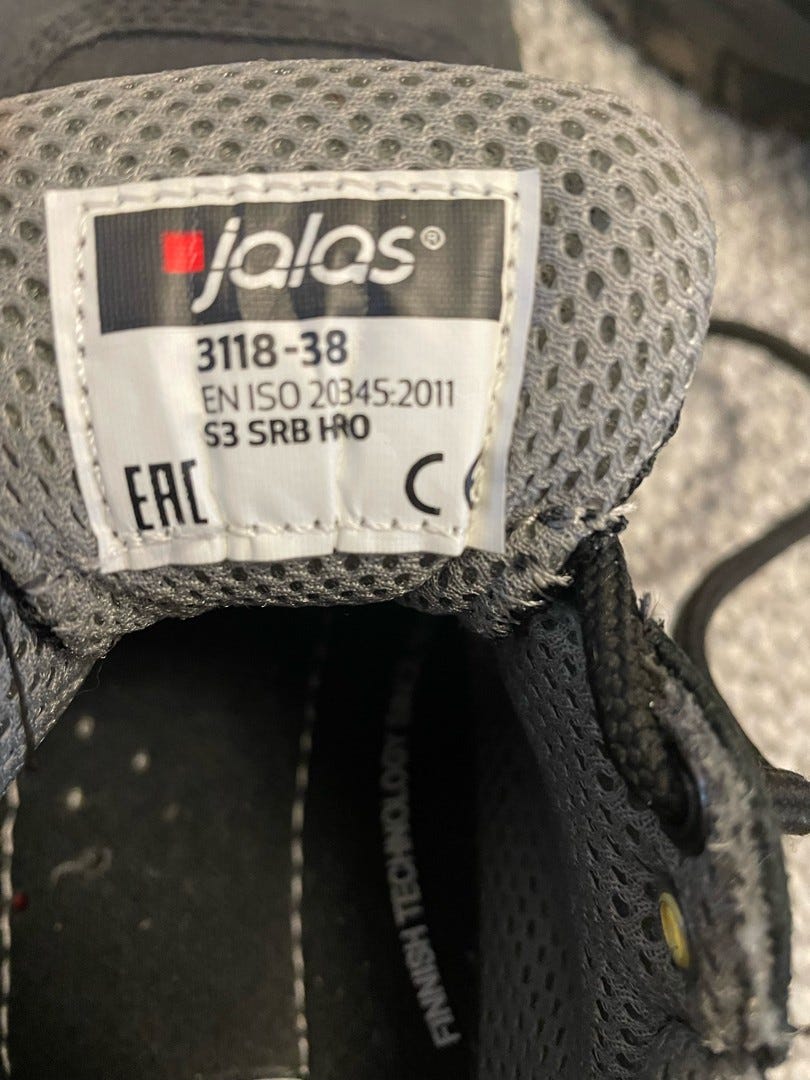 jalas®
3118-38
EN ISO 20345:2011
S3 SRB HRO
EAC
CE
FINNISH TECHNOLOGY